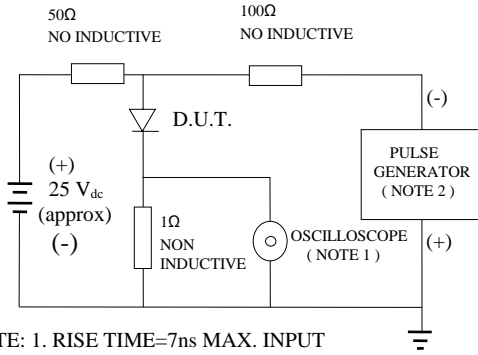 50Ω
NO INDUCTIVE
100Ω
NO INDUCTIVE
(-)
D.U.T.
PULSE
GENERATOR
( NOTE 2 )
(+)
25 Vdc
(approx)
(-)
1Ω
NON
INDUCTIVE
OSCILLOSCOPE
( NOTE 1 )
(+)
TE: 1. RISE TIME=7ns MAX. INPUT